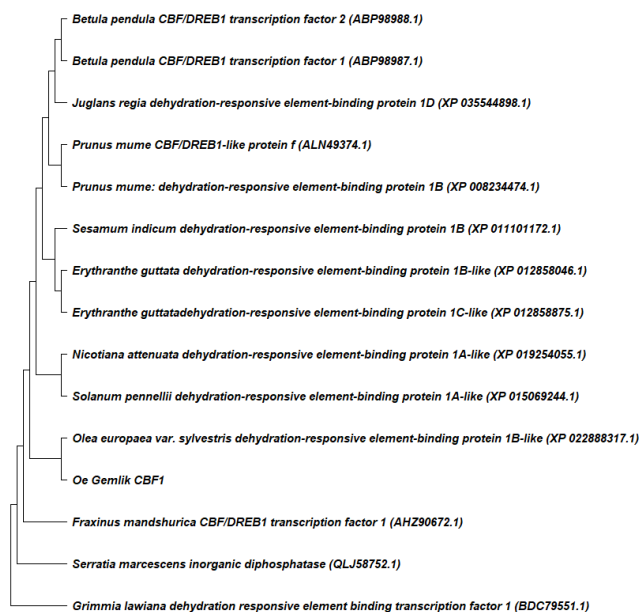 Betula pendula CBF/DREB1 transcription factor 2 (ABP98988.1)
Betula pendula CBF/DREB1 transcription factor 1 (ABP98987.1)
Juglans regia dehydration-responsive element-binding protein 1D (XP 035544898.1)
Prunus mume CBF/DREB1-like protein f (ALN49374.1)
Prunus mume: dehydration-responsive element-binding protein 1B (XP 008234474.1)
Sesamum indicum dehydration-responsive element-binding protein 1B (XP 011101172.1)
Erythranthe guttata dehydration-responsive element-binding protein 1B-like (XP 012858046.1)
Erythranthe guttatadehydration-responsive element-binding protein 1C-like (XP 012858875.1)
Nicotiana attenuata dehydration-responsive element-binding protein 1A-like (XP 019254055.1)
Solanum pennellii dehydration-responsive element-binding protein 1A-like (XP 015069244.1)
Olea europaea var. sylvestris dehydration-responsive element-binding protein 1B-like (XP 022888317.1)
Oe Gemlik CBF1
Fraxinus mandshurica CBF/DREB1 transcription factor 1 (AHZ90672.1)
Serratia marcescens inorganic diphosphatase (QLJ58752.1)
Grimmia lawiana dehydration responsive element binding transcription factor 1 (BDC79551.1)